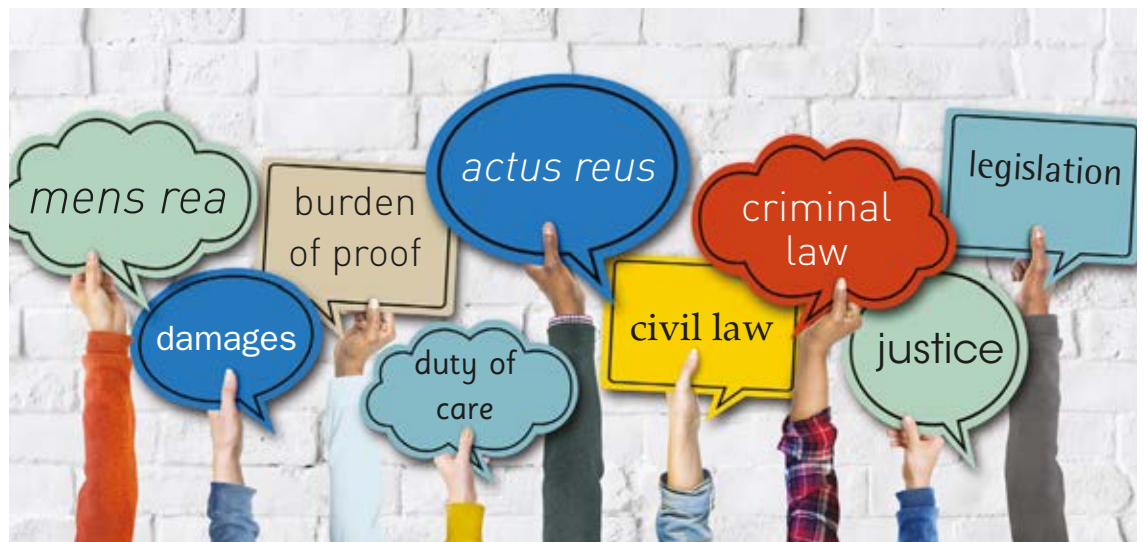 mens rea
burden
of proof
actus reus
criminal
law
legislation
damages
duty of
care
civil law
justice